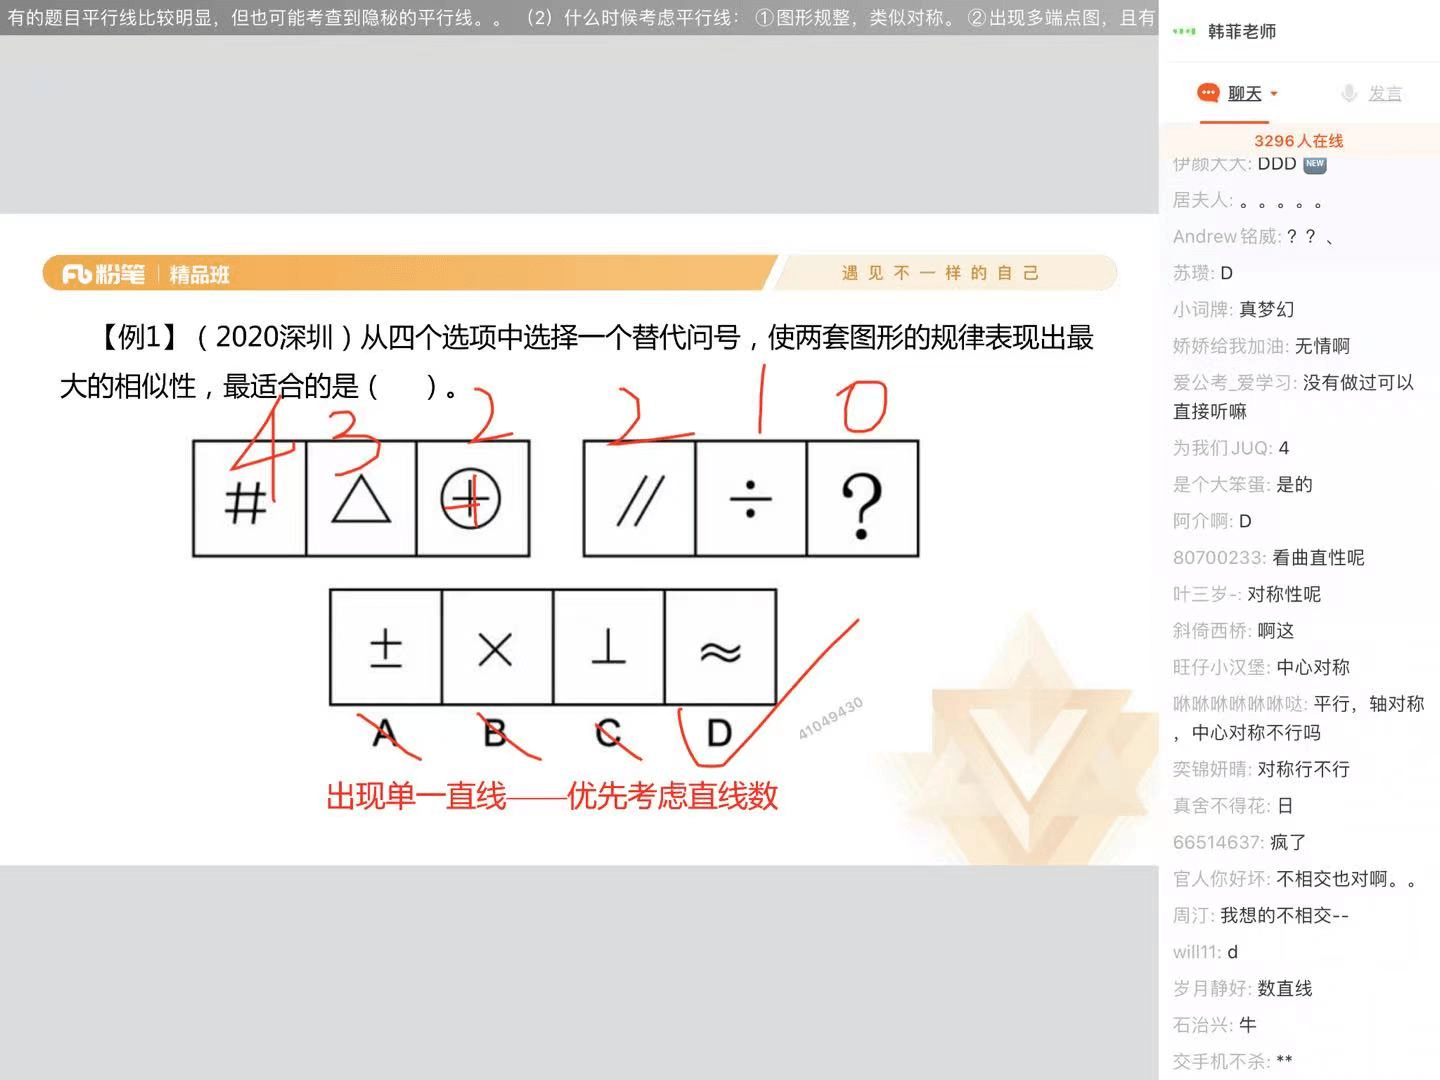 有的题目平行线比较明显，但也可能考查到隐秘的平行线。。 （2）什么时候考虑平行线： ①图形规整，类似对称。 ②出现多端点图，且有
韩菲老师
聊天 发言
3296人在线
伊颜大大: DDD NEW
居夫人: 。。。。。
Andrew铭威: ？？、
苏瓒: D
小词牌: 真梦幻
娇娇给我加油: 无情啊
爱公考_爱学习: 没有做过可以
直接听嘛
为我们JUQ: 4
是个大笨蛋: 是的
阿介啊: D
80700233: 看曲直性呢
叶三岁-: 对称性呢
斜倚西桥: 啊这
旺仔小汉堡: 中心对称
咻咻咻咻咻咻哒: 平行，轴对称
，中心对称不行吗
奕锦妍晴: 对称行不行
真舍不得花: 日
66514637: 疯了
官人你好坏: 不相交也对啊。。
周汀: 我想的不相交--
will11: d
岁月静好: 数直线
石治兴: 牛
交手机不杀: **
粉笔 精品班
遇见不一样的自己
【例1】（2020深圳）从四个选项中选择一个替代问号，使两套图形的规律表现出最
大的相似性，最适合的是（ ）。
4 3 2 2 1 0
# △ ⊕ // ÷ ?
± × ⊥ ≈
A B C D
41049430
出现单一直线——优先考虑直线数